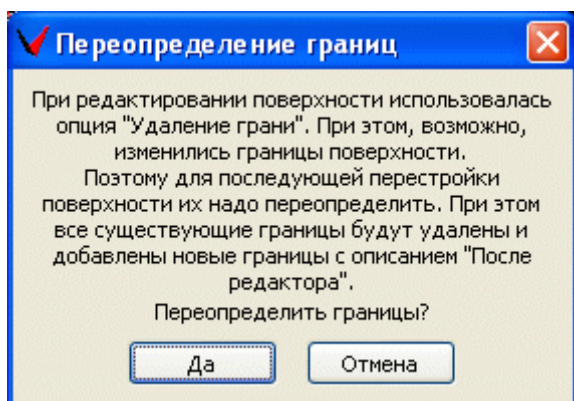 Переопределение границ
При редактировании поверхности использовалась
опция "Удаление грани". При этом, возможно,
изменились границы поверхности.
Поэтому для последующей перестройки
поверхности их надо переопределить. При этом
все существующие границы будут удалены и
добавлены новые границы с описанием "После
редактора".
Переопределить границы?
Да
Отмена